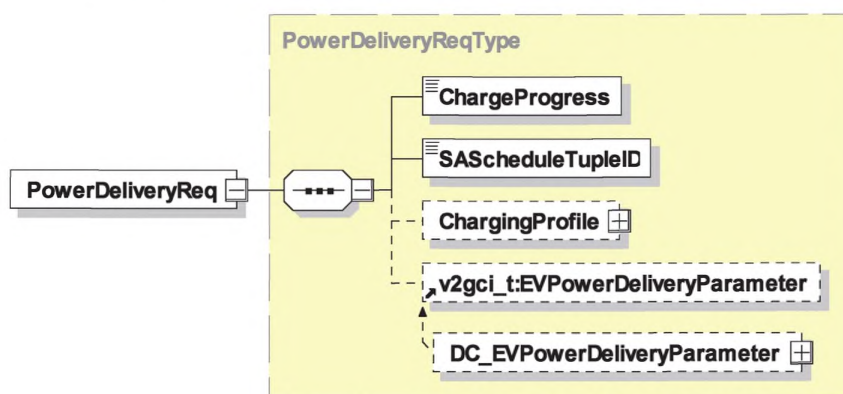 PowerDeliveryReqType
ChargeProgress
SAScheduleTupleID
PowerDeliveryReq
ChargingProfile
v2gci_t:EVPowerDeliveryParameter
DC_EVPowerDeliveryParameter